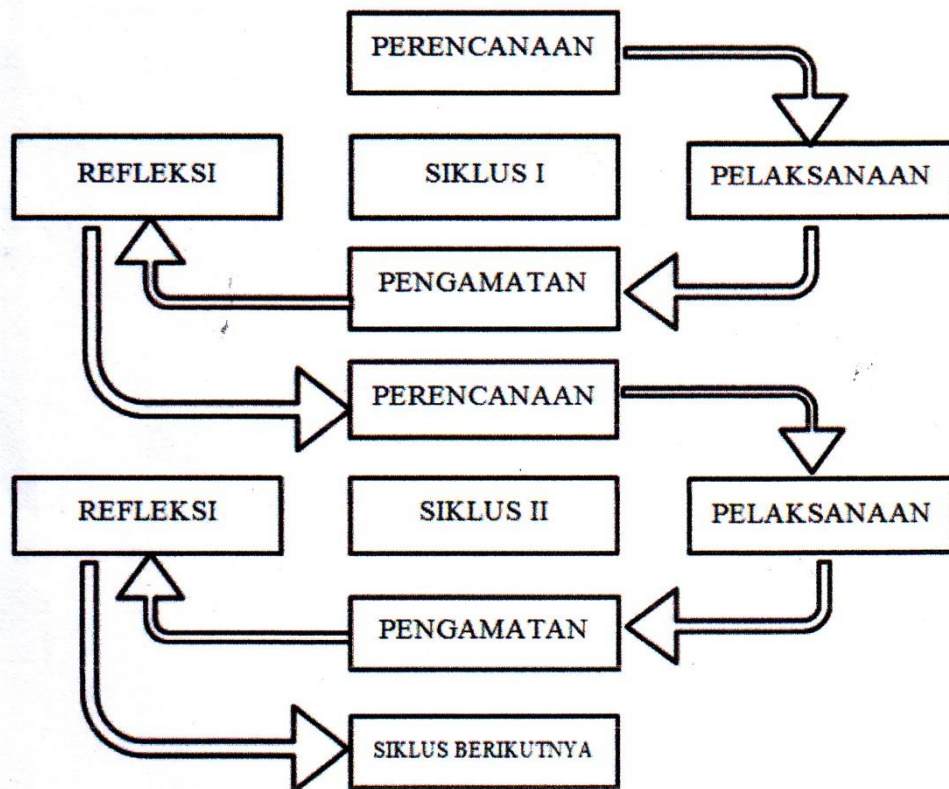 PERENCANAAN
REFLEKSI
SIKLUS I
PELAKSANAAN
PENGAMATAN
PERENCANAAN
REFLEKSI
SIKLUS II
PELAKSANAAN
PENGAMATAN
SIKLUS BERIKUTNYA